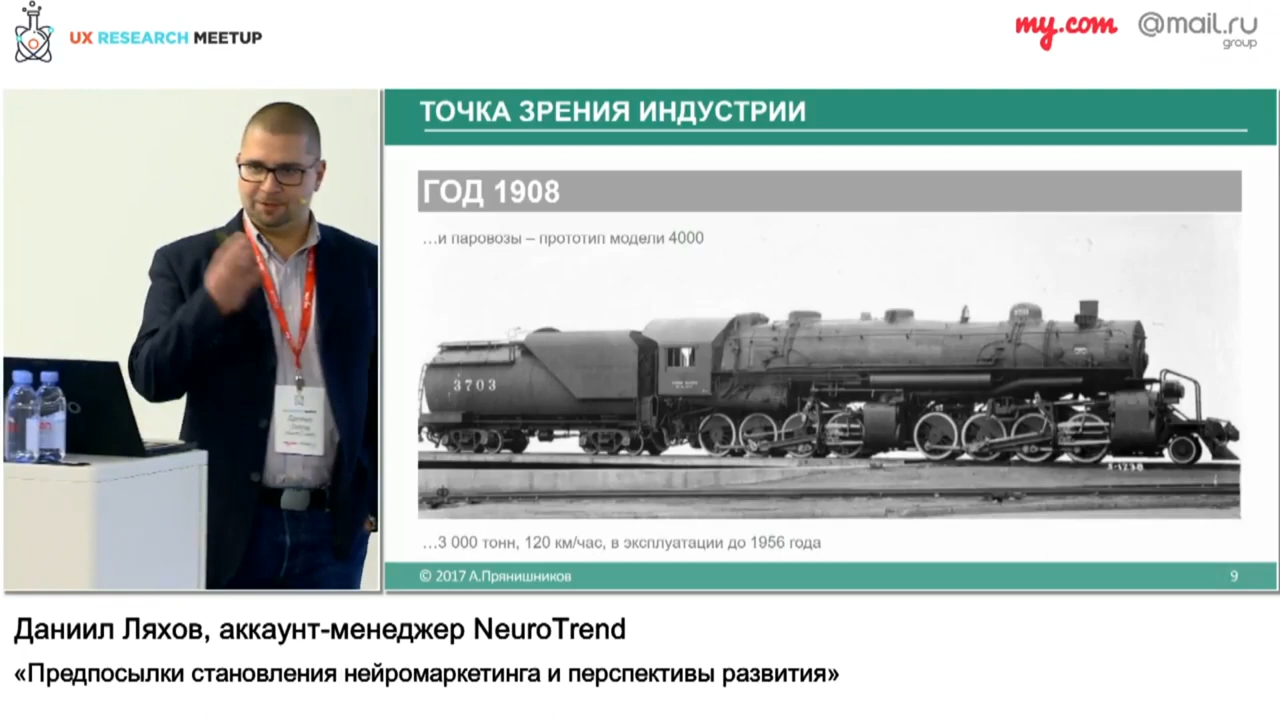 UX RESEARCH MEETUP
my.com @mail.ru
group
ТОЧКА ЗРЕНИЯ ИНДУСТРИИ
ГОД 1908
…и паровозы – прототип модели 4000
3703
…3 000 тонн, 120 км/час, в эксплуатации до 1956 года
© 2017 А.Прянишников
9
Даниил Ляхов, аккаунт-менеджер NeuroTrend
«Предпосылки становления нейромаркетинга и перспективы развития»